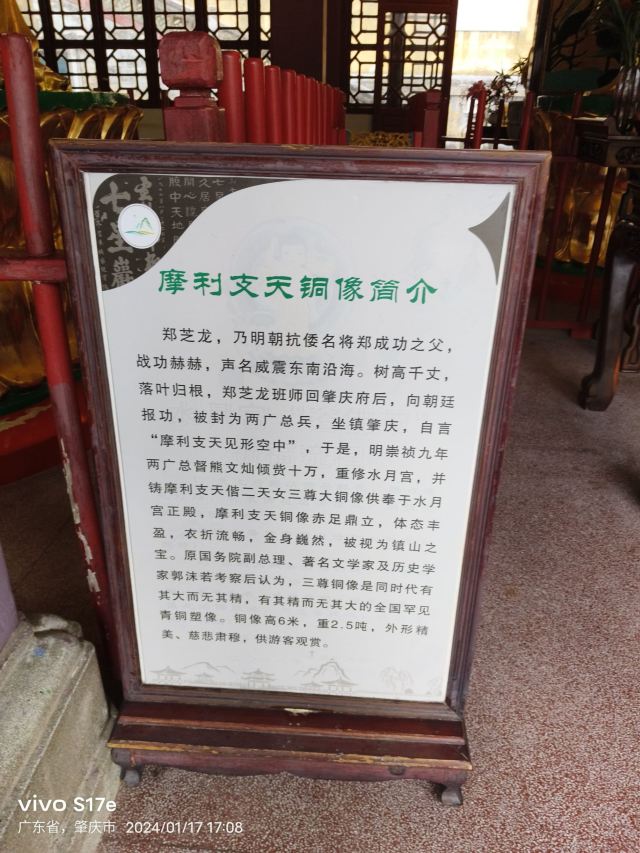 七星巖
摩利支天铜像简介
郑芝龙，乃明朝抗倭名将郑成功之父，
战功赫赫，声名威震东南沿海。树高千丈，
落叶归根，郑芝龙班师回肇庆府后，向朝廷
报功，被封为两广总兵，坐镇肇庆，自言
“摩利支天见形空中”，于是，明崇祯九年
两广总督熊文灿倾赀十万，重修水月宫，并
铸摩利支天偕二天女三尊大铜像供奉于水月
宫正殿，摩利支天铜像赤足鼎立，体态丰
盈，衣折流畅，金身巍然，被视为镇山之
宝。原国务院副总理、著名文学家及历史学
家郭沫若考察后认为，三尊铜像是同时代有
其大而无其精，有其精而无其大的全国罕见
青铜塑像。铜像高6米，重2.5吨，外形精
美、慈悲肃穆，供游客观赏。
vivo S17e
广东省，肇庆市 2024/01/17 17:08